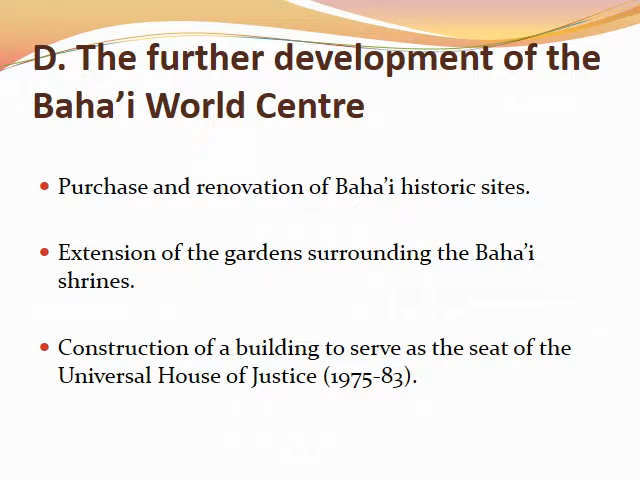 D. The further development of the
Baha’i World Centre
• Purchase and renovation of Baha’i historic sites.
• Extension of the gardens surrounding the Baha’i
shrines.
• Construction of a building to serve as the seat of the
Universal House of Justice (1975-83).